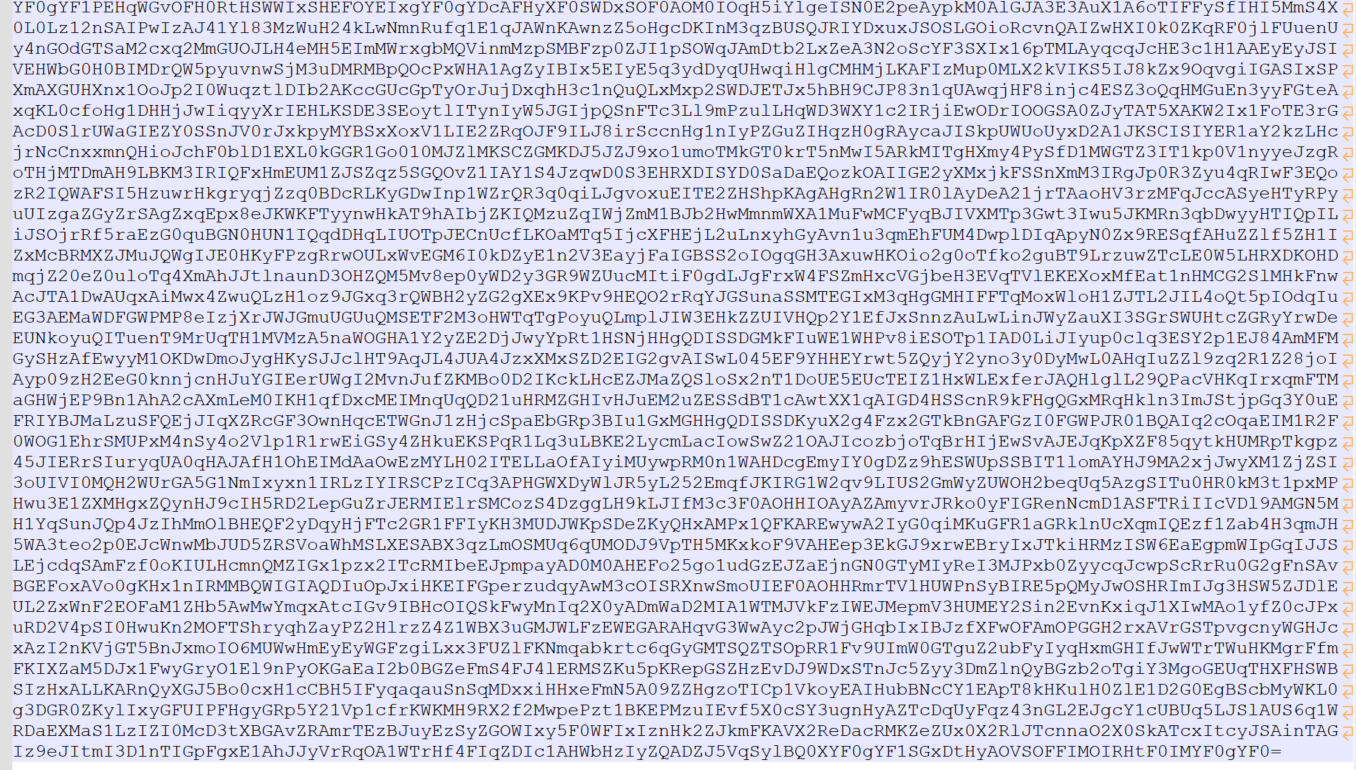 YF0gYF1PEHqWGvOFH0RtHSWWIxSHEFOYEIxgYF0gYDcAFHyXF0SWDxSOF0AOM0IOqH5iYlgeISN0E2peAypkM0AlGJA3E3AuX1A6oTIFFySfIHI5MmS4X
0L0Lz12nSAIPwIzAJ41Yl83MzWuH24kLwNmnRufq1E1qJAWnKAwnzZ5oHgcDKInM3qzBUSQJRIYDxuxJSOSLGOioRcvnQAIZwHXI0k0ZKqRF0jlFUuenU
y4nGOdGTSaM2cxq2MmGUOJLH4eMH5EImMWrxgbMQVinmMzpSMBFzp0ZJI1pSOWqJAmDtb2LxZeA3N2oScYF3SXIx16pTMLAyqcqJcHE3c1H1AAEyEyJSI
VEHWbG0H0BIMDrQW5pyuvnwSjM3uDMRMBpQOcPxWHA1AgZyIBIx5EIyE5q3ydDyqUHwqiHlgCMHMjLKAFIzMup0MLX2kVIKS5IJ8kZx9OqvgiIGASIxSP
XmAXGUHXnx1OoJp2I0WuqztlDIb2AKccGUcGpTyOrJujDxqhH3c1nQuQLxMxp2SWDJETJx5hBH9CJP83n1qUAwqjHF8injc4ESZ3oQqHMGuEn3yyFGteA
xqKL0cfoHg1DHHjJwIiqyyXrIEHLKSDE3SEoytlITynIyW5JGIjpQSnFTc3Ll9mPzulLHqWD3WXY1c2IRjiEwODrIOOGSA0ZJyTAT5XAKW2Ix1FoTE3rG
AcD0SlrUWaGIEZY0SSnJV0rJxkpyMYBSxXoxV1LIE2ZRqOJF9ILJ8irSccnHg1nIyPZGuZIHqzH0gRAycaJISkpUWUoUyxD2A1JKSCISIYER1aY2kzLHc
jrNcCnxxmnQHioJchF0blD1EXL0kGGR1Go010MJZlMKSCZGMKDJ5JZJ9xo1umoTMkGT0krT5nMwI5ARkMITgHXmy4PySfD1MWGTZ3IT1kp0V1nyyeJzgR
oTHjMTDmAH9LBKM3IRIQFxHmEUM1ZJSZqz5SGQOvZ1IAY1S4JzqwD0S3EHRXDISYD0SaDaEQozkOAIIGE2yXMxjkFSSnXmM3IRgJp0R3Zyu4qRIwF3EQo
zR2IQWAFSI5HzuwrHkgryqjZzq0BDcRLKyGDwInp1WZrQR3q0qiLJgvoxuEITE2ZHShpKAgAHgRn2W1IR0lAyDeA21jrTAaoHV3rzMFqJccASyeHTyRPy
uUIzgaZGyZrSAgZxqEpx8eJKWKFTyynwHkAT9hAIbjZKIQMzuZqIWjZmM1BJb2HwMmnmWXA1MuFwMCFyqBJIVXMTp3Gwt3Iwu5JKMRn3qbDwyyHTIQpIL
iJSOjrRf5raEzG0quBGN0HUN1IQqdDHqLIUOTpJECnUcfLKOaMTq5IjcXFHEjL2uLnxyhGyAvn1u3qmEhFUM4DwplDIqApyN0Zx9RESqfAHuZZlf5ZH1I
ZxMcBRMXZJMuJQWgIJE0HKyFPzgRrwOULxWvEGM6I0kDZyE1n2V3EayjFaIGBSS2oIOgqGH3AxuwHKOio2g0oTfko2guBT9LrzuwZTcLE0W5LHRXDKOHD
mqjZ20eZ0uloTq4XmAhJJtlnaunD3OHZQM5Mv8ep0yWD2y3GR9WZUucMItiF0gdLJgFrxW4FSZmHxcVGjbeH3EVqTVlEKEXoxMfEat1nHMCG2SlMHkFnw
AcJTA1DwAUqxAiMwx4ZwuQLzH1oz9JGxq3rQWBH2yZG2gXEx9KPv9HEQO2rRqYJGSunaSSMTEGIxM3qHgGMHIFFTqMoxWloH1ZJTL2JIL4oQt5pIOdqIu
EG3AEMaWDFGWPMP8eIzjXrJWJGmuUGUuQMSETF2M3oHWTqTgPoyuQLmplJIW3EHkZZUIVHQp2Y1EfJxSnnzAuLwLinJWyZauXI3SGrSWUHtcZGRyYrwDe
EUNkoyuQITuenT9MrUqTH1MVMzA5naWOGHA1Y2yZE2DjJwyYpRt1HSNjHHgQDISSDGMkFIuWE1WHPv8iESOTp1IAD0LiJIyup0clq3ESY2p1EJ84AmMFM
GySHzAfEwyyM1OKDwDmoJygHKySJJclHT9AqJL4JUA4JzxXMxSZD2EIG2gvAISwL045EF9YHHEYrwt5ZQyjY2yno3y0DyMwL0AHqIuZZl9zq2R1Z28joI
Ayp09zH2EeG0knnjcnHJuYGIEerUWgI2MvnJufZKMBo0D2IKckLHcEZJMaZQSloSx2nT1DoUE5EUcTEIZ1HxWLExferJAQHlglL29QPacVHKqIrxqmFTM
aGHWjEP9Bn1AhA2cAXmLeM0IKH1qfDxcMEIMnqUqQD21uHRMZGHIvHJuEM2uZESSdBT1cAwtXX1qAIGD4HSScnR9kFHgQGxMRqHkln3ImJStjpGq3Y0uE
FRIYBJMaLzuSFQEjJIqXZRcGF3OwnHqcETWGnJ1zHjcSpaEbGRp3BIu1GxMGHHgQDISSDKyuX2g4Fzx2GTkBnGAFGzI0FGWPJR01BQAIq2cOqaEIM1R2F
0WOG1EhrSMUPxM4nSy4o2Vlp1R1rwEiGSy4ZHkuEKSPqR1Lq3uLBKE2LycmLacIowSwZ21OAJIcozbjoTqBrHIjEwSvAJEJqKpXZF85qytkHUMRpTkgpz
45JIERrSIuryqUA0qHAJAfH1OhEIMdAaOwEzMYLH02ITELLaOfAIyiMUywpRM0n1WAHDcgEmyIY0gDZz9hESWUpSSBIT1lomAYHJ9MA2xjJwyXM1ZjZSI
3oUIVI0MQH2WUrGA5G1NmIxyxn1IRLzIYIRSCPzICq3APHGWXDyWlJR5yL252EmqfJKIRG1W2qv9LIUS2GmWyZUWOH2beqUq5AzgSITu0HR0kM3t1pxMP
Hwu3E1ZXMHgxZQynHJ9cIH5RD2LepGuZrJERMIElrSMCozS4DzggLH9kLJIfM3c3F0AOHHIOAyAZAmyvrJRko0yFIGRenNcmD1ASFTRiIIcVDl9AMGN5M
H1YqSunJQp4JzIhMmOlBHEQF2yDqyHjFTc2GR1FFIyKH3MUDJWKpSDeZKyQHxAMPx1QFKAREwywA2IyG0qiMKuGFR1aGRklnUcXqmIQEzf1Zab4H3qmJH
5WA3teo2p0EJcWnwMbJUD5ZRSVoaWhMSLXESABX3qzLmOSMUq6qUMODJ9VpTH5MKxkoF9VAHEep3EkGJ9xrwEBryIxJTkiHRMzISW6EaEgpmWIpGqIJJS
LEjcdqSAmFzf0oKIULHcmnQMZIGx1pzx2ITcRMIbeEJpmpayAD0M0AHEFo25go1udGzEJZaEjnGN0GTyMIyReI3MJPxb0ZyycqJcwpScRrRu0G2gFnSAv
BGEFoxAVo0gKHx1nIRMMBQWIGIAQDIuOpJxiHKEIFGperzudqyAwM3cOISRXnwSmoUIEF0AOHHRmrTVlHUWPnSyBIRE5pQMyJwOSHRImIJg3HSW5ZJDlE
UL2ZxWnF2EOFaM1ZHb5AwMwYmqxAtcIGv9IBHcOIQSkFwyMnIq2X0yADmWaD2MIA1WTMJVkFzIWEJMepmV3HUMEY2Sin2EvnKxiqJ1XIwMAo1yfZ0cJPx
uRD2V4pSI0HwuKn2MOFTShryqhZayPZ2HlrzZ4Z1WBX3uGMJWLFzEWEGARAHqvG3WwAyc2pJWjGHqbIxIBJzfXFwOFAmOPGGH2rxAVrGSTpvgcnyWGHJc
xAzI2nKVjGT5BnJxmoIO6MUWwHmEyEyWGFzgiLxx3FUZlFKNmqabkrtc6qGyGMTSQZTSOpRR1Fv9UImW0GTguZ2ubFyIyqHxmGHIfJwWTrTWuHKMgrFfm
FKIXZaM5DJx1FwyGryO1El9nPyOKGaEaI2b0BGZeFmS4FJ4lERMSZKu5pKRepGSZHzEvDJ9WDxSTnJc5Zyy3DmZlnQyBGzb2oTgiY3MgoGEUqTHXFHSWB
SIzHxALLKARnQyXGJ5Bo0cxH1cCBH5IFyqaqauSnSqMDxxiHHxeFmN5A09ZZHgzoTICp1VkoyEAIHubBNcCY1EApT8kHKulH0ZlE1D2G0EgBScbMyWKL0
g3DGR0ZKylIxyGFUIPFHgyGRp5Y21Vp1cfrKWKMH9RX2f2MwpePzt1BKEPMzuIEvf5X0cSY3ugnHyAZTcDqUyFqz43nGL2EJgcY1cUBUq5LJSlAUS6q1W
RDaEXMaS1LzIZI0McD3tXBGAvZRAmrTEzBJuyEzSyZGOWIxy5F0WFIxIznHk2ZJkmFKAVX2ReDacRMKZeZUx0X2RlJTcnnaO2X0SkATcxItcyJSAinTAG
Iz9eJItmI3D1nTIGpFgxE1AhJJyVrRqOA1WTrHf4FIqZDIc1AHWbHzIyZQADZJ5VqSylBQ0XYF0gYF1SGxDtHyAOVSOFFIMOIRHtF0IMYF0gYF0=